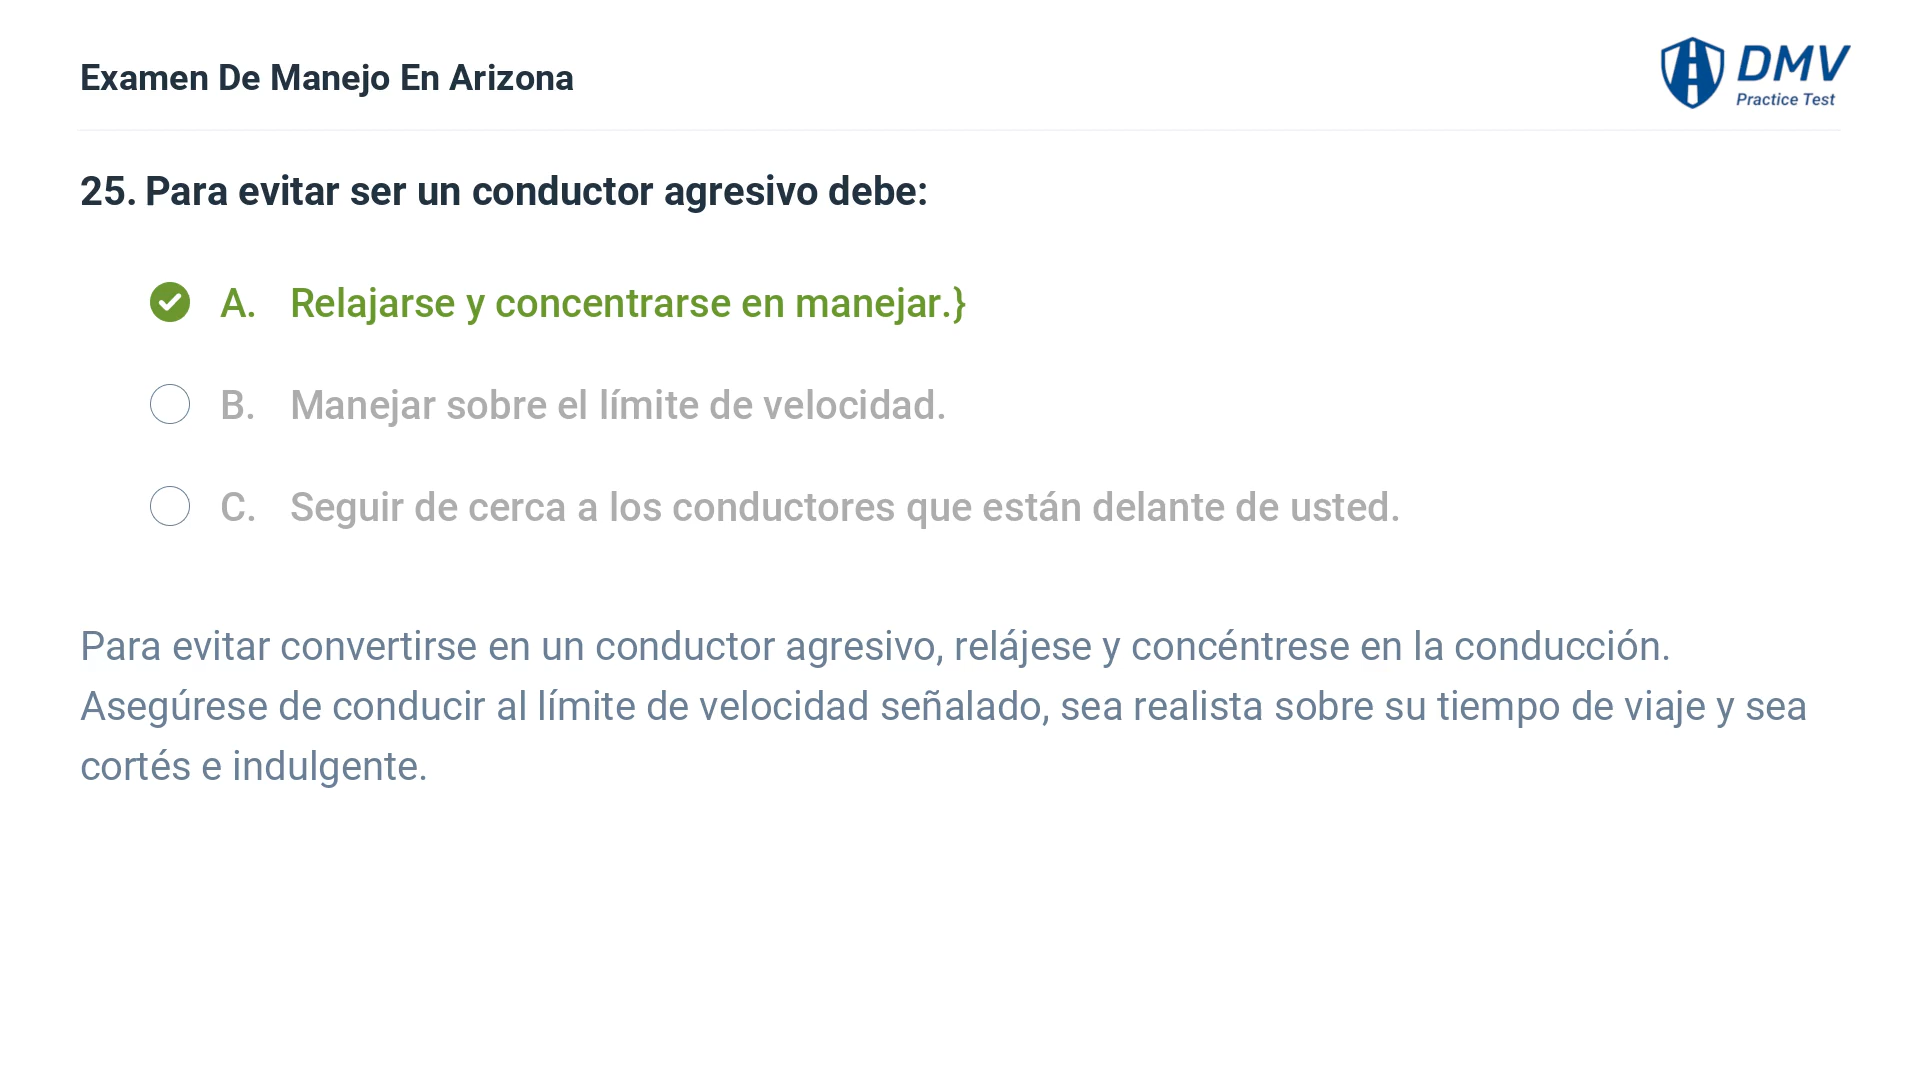 Examen De Manejo En Arizona
DMV
Practice Test
25. Para evitar ser un conductor agresivo debe:
A. Relajarse y concentrarse en manejar.}
B. Manejar sobre el límite de velocidad.
C. Seguir de cerca a los conductores que están delante de usted.
Para evitar convertirse en un conductor agresivo, relájese y concéntrese en la conducción.
Asegúrese de conducir al límite de velocidad señalado, sea realista sobre su tiempo de viaje y sea
cortés e indulgente.